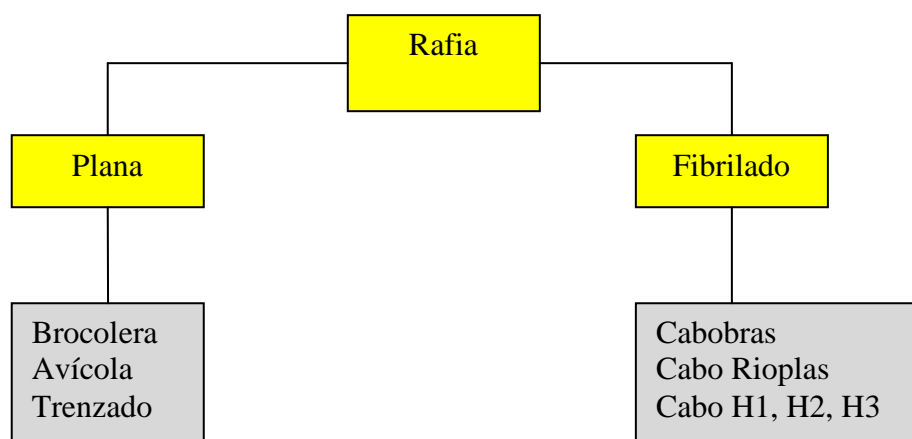 Rafia
Plana
Fibrilado
Brocolera
Avícola
Trenzado
Cabobras
Cabo Rioplas
Cabo H1, H2, H3